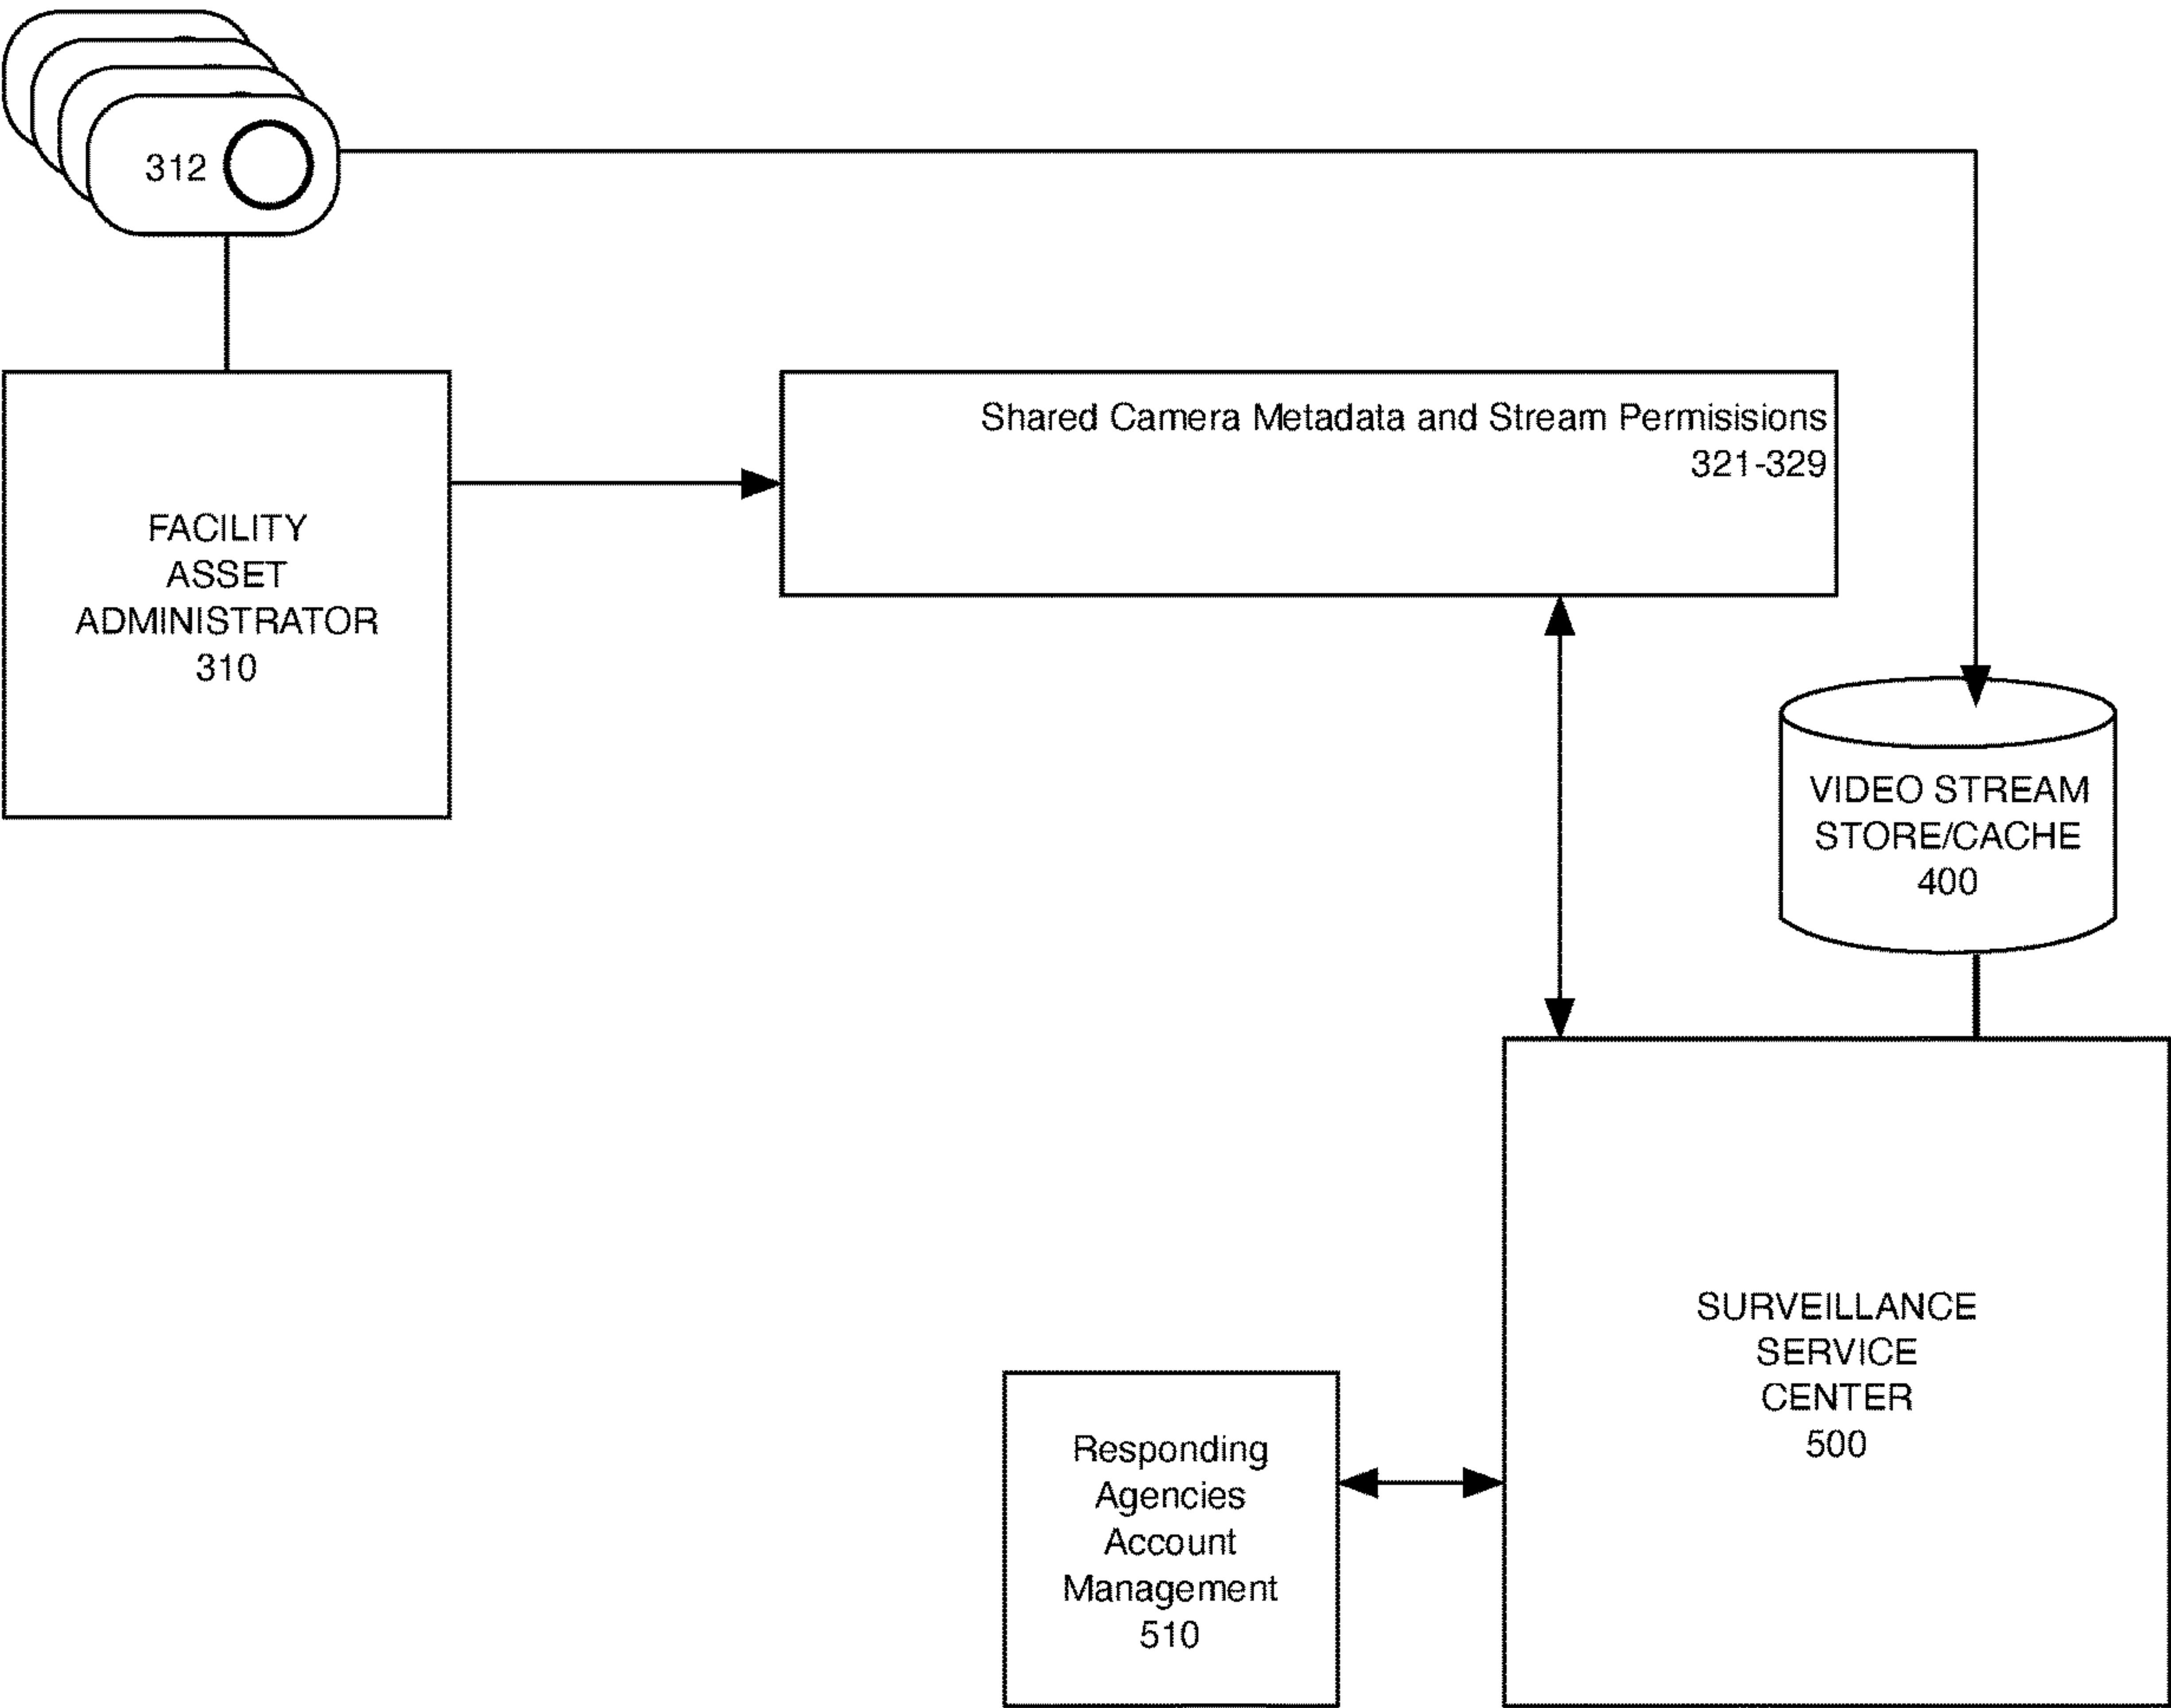 312
Shared Camera Metadata and Stream Permisisions
321-329
FACILITY
ASSET
ADMINISTRATOR
310
VIDEO STREAM
STORE/CACHE
400
SURVEILLANCE
SERVICE
CENTER
500
Responding
Agencies
Account
Management
510